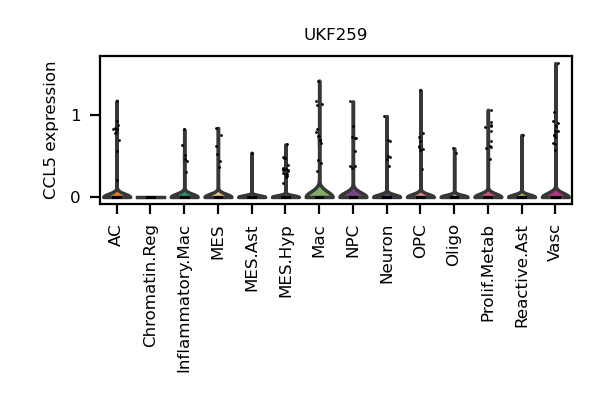 UKF259
CCL5 expression
1
0
AC
Chromatin.Reg
Inflammatory.Mac
MES
MES.Ast
MES.Hyp
Mac
NPC
Neuron
OPC
Oligo
Prolif.Metab
Reactive.Ast
Vasc